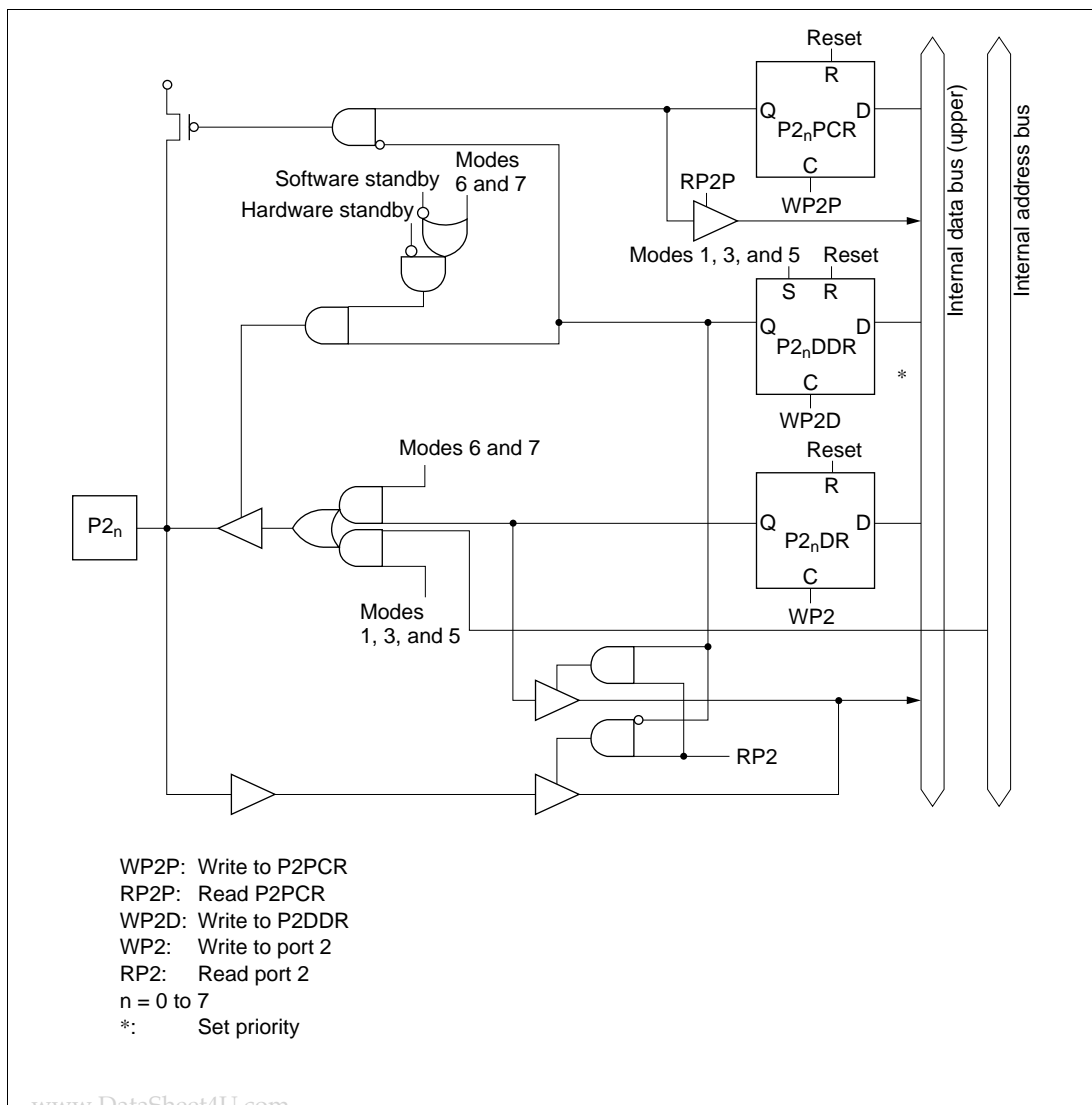 Reset
R
Q
D
P2nPCR
C
WP2P
Internal data bus (upper)
Internal address bus
Modes
6 and 7
Software standby
Hardware standby
RP2P
Modes 1, 3, and 5
Reset
S
R
Q
D
P2nDDR
*
C
WP2D
Reset
R
Modes 6 and 7
P2n
Q
D
P2nDR
C
WP2
Modes
1, 3, and 5
RP2
WP2P: Write to P2PCR
RP2P: Read P2PCR
WP2D: Write to P2DDR
WP2: Write to port 2
RP2: Read port 2
n = 0 to 7
*: Set priority
www.DataSheet4U.com